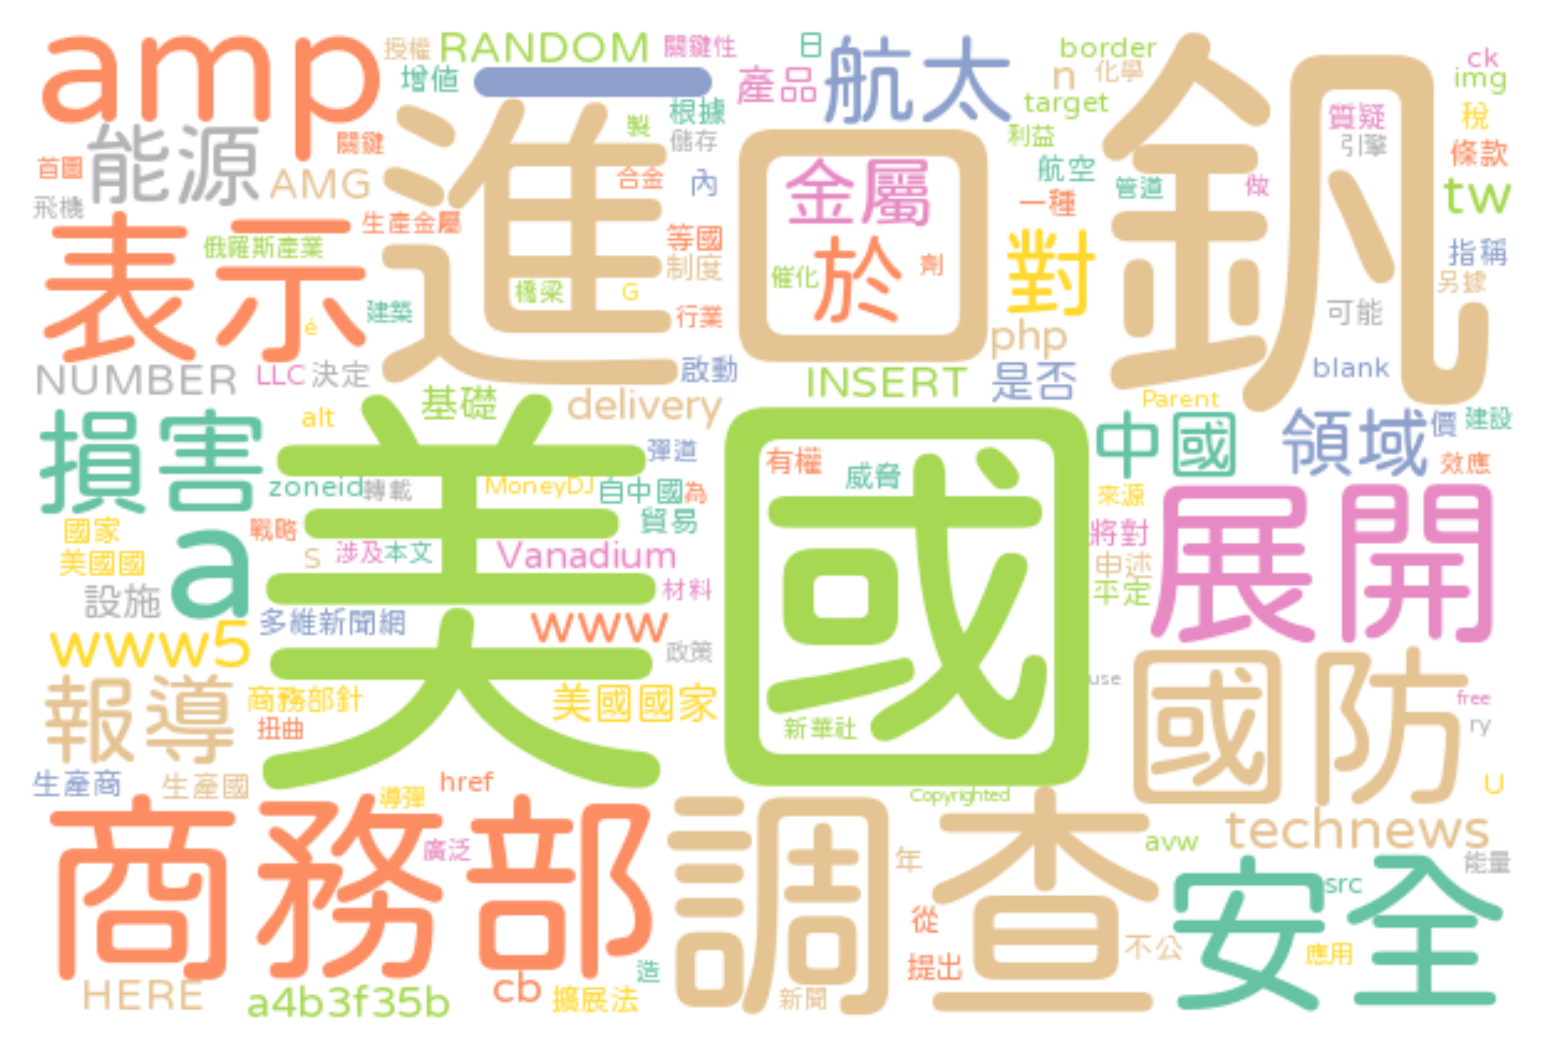 amp
授權
RANDOM
關鍵性
日
航太
border
ck
img
增值
一
產品
n
化學
target
根據
能源
關鍵
製
儲存
利益
質疑
稅
引擎
條款
首圖
AMG
進口
釩
合金
內
金屬
航空
管道
做
tw
飛機
一種
表示
俄羅斯產業
生產金屬
等國
制度
於
催化
劑
對
指稱
另據
橋梁
G
é
建築
行業
php
可能
NUMBER
LLC
決定
啟動
INSERT
是否
blank
基礎
delivery
Parent
損害
alt
美國
彈道
有權
威脅
中國
領域
價
建設
效應
zoneid
轉載
MoneyDJ
自中國
為
來源
國家
戰略
貿易
將對
展開
美國國
a
s
涉及
本文
Vanadium
申述
平定
設施
材料
多維新聞網
www
www5
政策
use
國防
報導
商務部針
美國國家
free
扭曲
新華社
ry
生產商
生產國
href
導彈
Copyrighted
U
商務部
調查
technews
廣泛
avw
年
能量
安全
src
從
不公
應用
提出
HERE
a4b3f35b
cb
擴展法
造
新聞